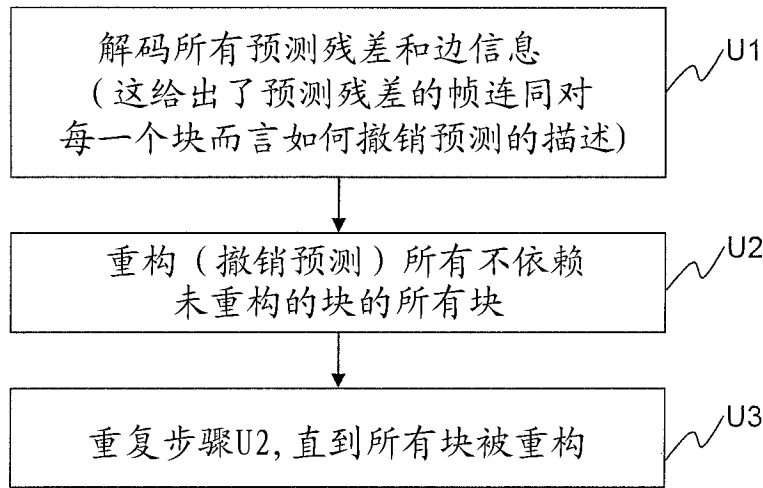 解码所有预测残差和边信息
（这给出了预测残差的帧连同对
每一个块而言如何撤销预测的描述)
U1
重构（撤销预测）所有不依赖
未重构的块的所有块
U2
重复步骤U2,直到所有块被重构
U3